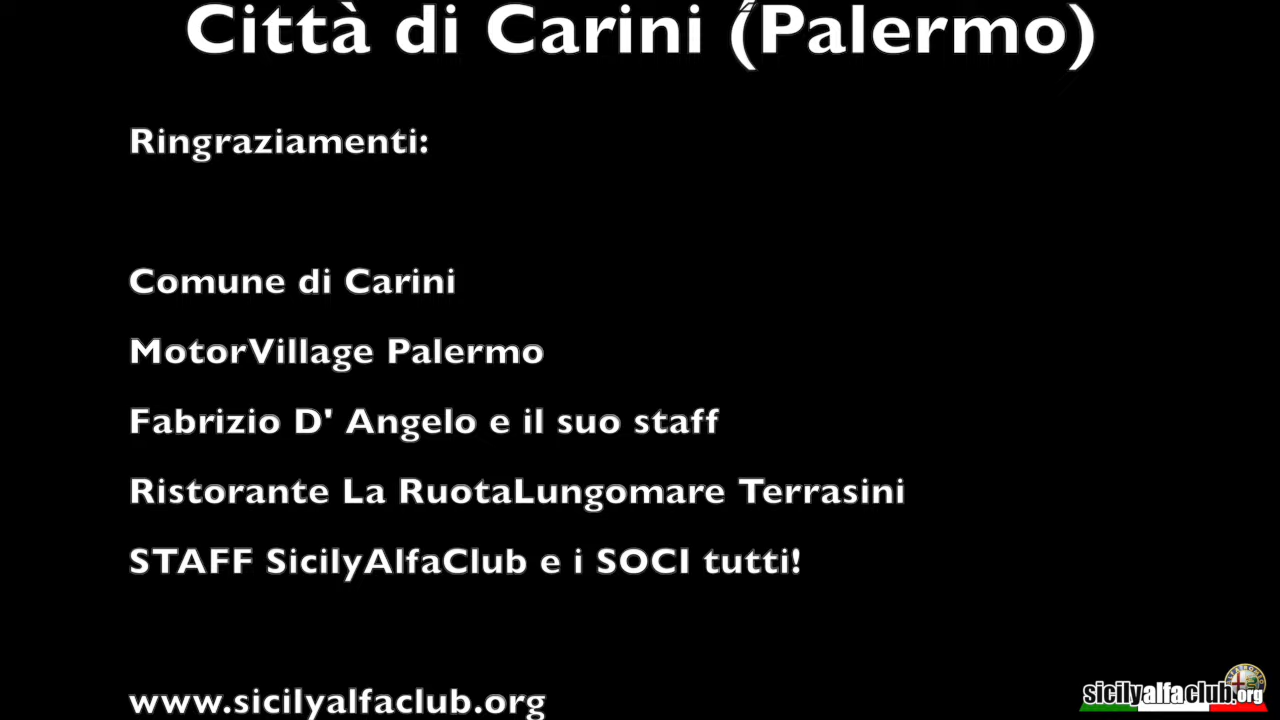 Città di Carini (Palermo)
Ringraziamenti:
Comune di Carini
MotorVillage Palermo
Fabrizio D' Angelo e il suo staff
Ristorante La RuotaLungomare Terrasini
STAFF SicilyAlfaClub e i SOCI tutti!
www.sicilyalfaclub.org
sicilyalfaclub.org